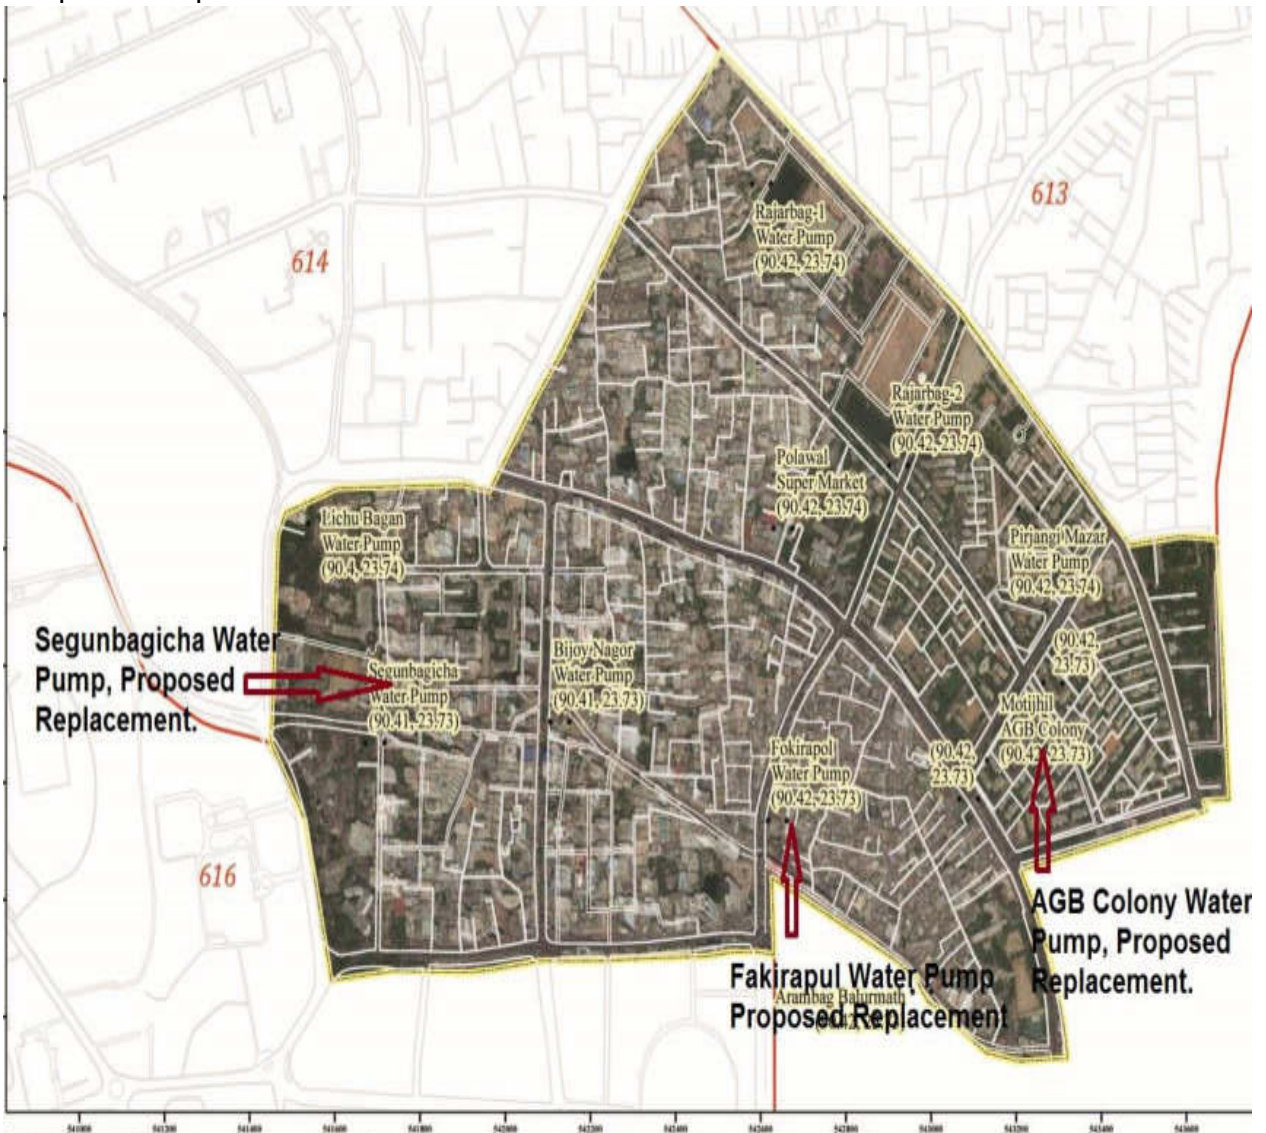 613
614
Rajarbag-1
Water Pump
(90.42, 23.74)
Rajarbag-2
Water Pump
(90.42, 23.74)
Polawal
Super Market
(90.42, 23.74)
Lichu Bagan
Water Pump
(90.4, 23.74)
Pirjangi Mazar
Water Pump
(90.42, 23.74)
Segunbagicha Water
Pump, Proposed
Replacement.
Segunbagicha
Water Pump
(90.41, 23.73)
Bijoy Nagor
Water Pump
(90.41, 23.73)
(90.42,
23.73)
Motijhil
AGB Colony
(90.42, 23.73)
Fokirapol
Water Pump
(90.42, 23.73)
(90.42,
23.73)
616
AGB Colony Water
Pump, Proposed
Replacement.
Fakirapul Water Pump
Proposed Replacement
Arambag Balurmath